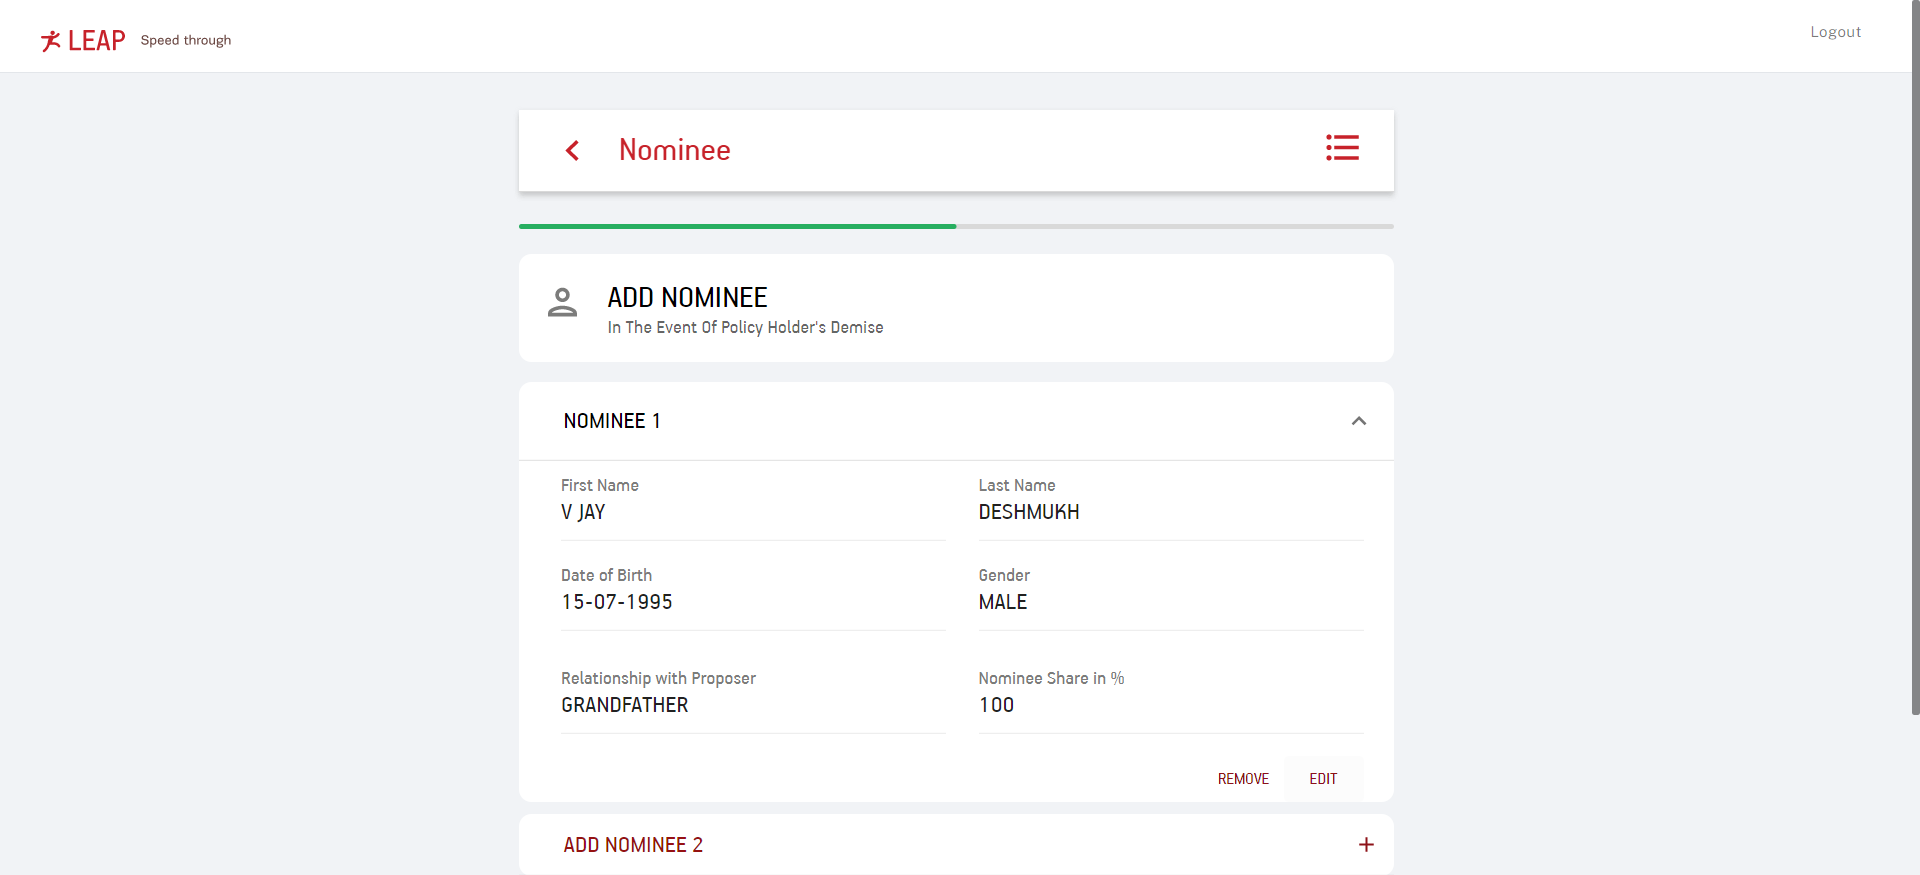 LEAP Speed through
Logout
Nominee
ADD NOMINEE
In The Event Of Policy Holder's Demise
NOMINEE 1
First Name
V JAY
Last Name
DESHMUKH
Date of Birth
15-07-1995
Gender
MALE
Relationship with Proposer
GRANDFATHER
Nominee Share in %
100
REMOVE
EDIT
ADD NOMINEE 2